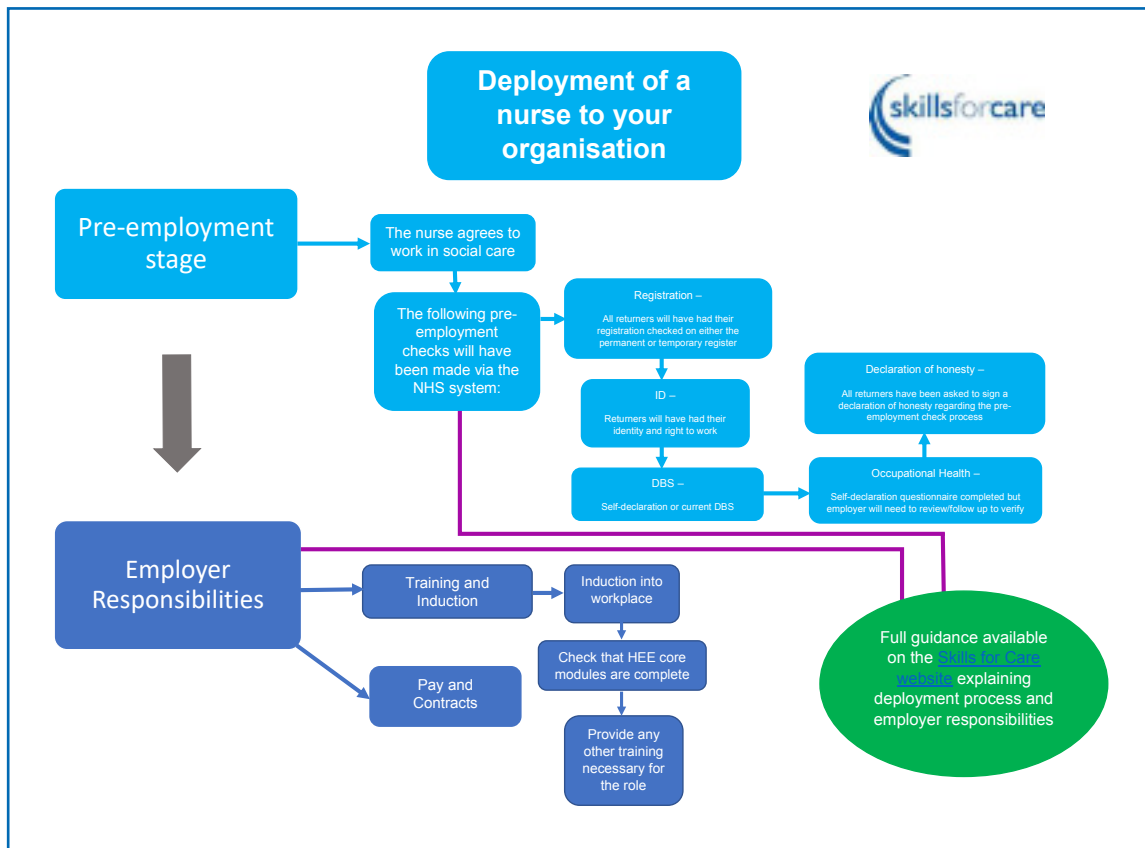 Deployment of a
nurse to your
organisation
skillsforcare
Pre-employment
stage
The nurse agrees to
work in social care
The following pre-
employment
checks will have
been made via the
NHS system:
Registration –
All returners will have had their
registration checked on either the
permanent or temporary register
ID –
Returners will have had their
identity and right to work
DBS –
Self-declaration or current DBS
Occupational Health –
Self-declaration questionnaire completed but
employer will need to review/follow up to verify
Declaration of honesty –
All returners have been asked to sign a
declaration of honesty regarding the pre-
employment check process
Employer
Responsibilities
Training and
Induction
Induction into
workplace
Check that HEE core
modules are complete
Provide any
other training
necessary for
the role
Pay and
Contracts
Full guidance available
on the Skills for Care
website explaining
deployment process and
employer responsibilities